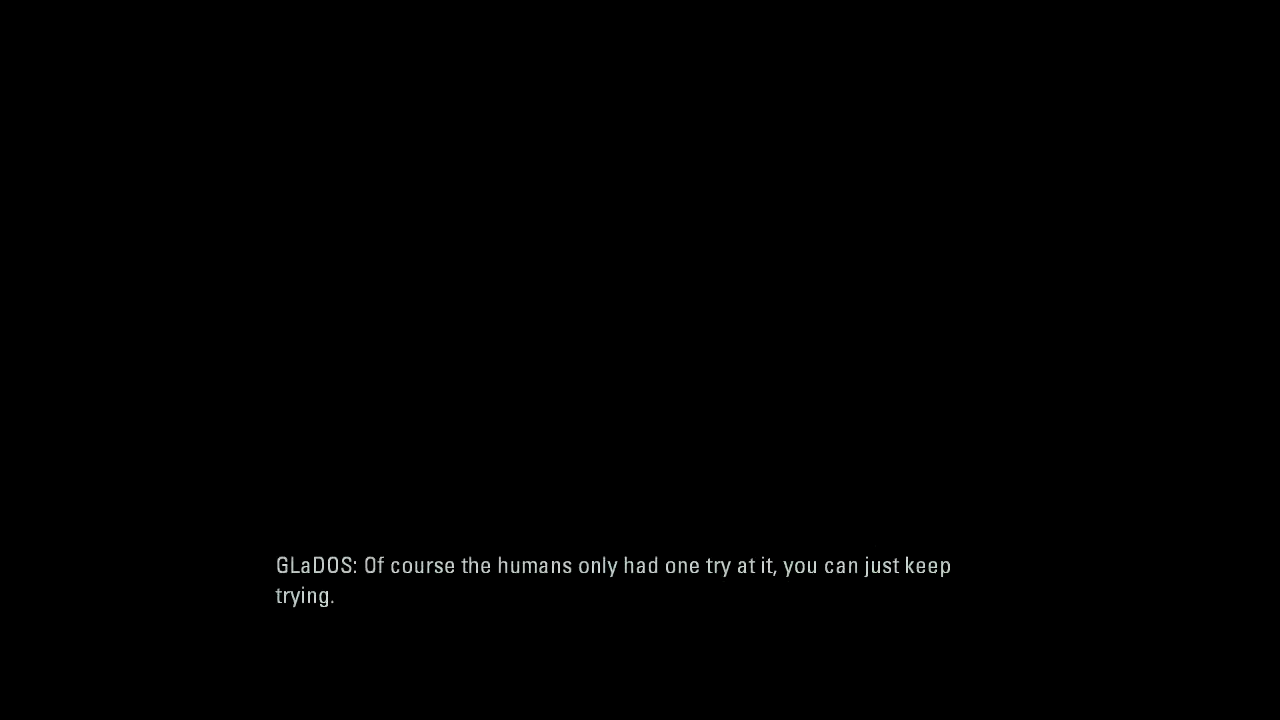 GLaDOS: Of course the humans only had one try at it, you can just keep
trying.